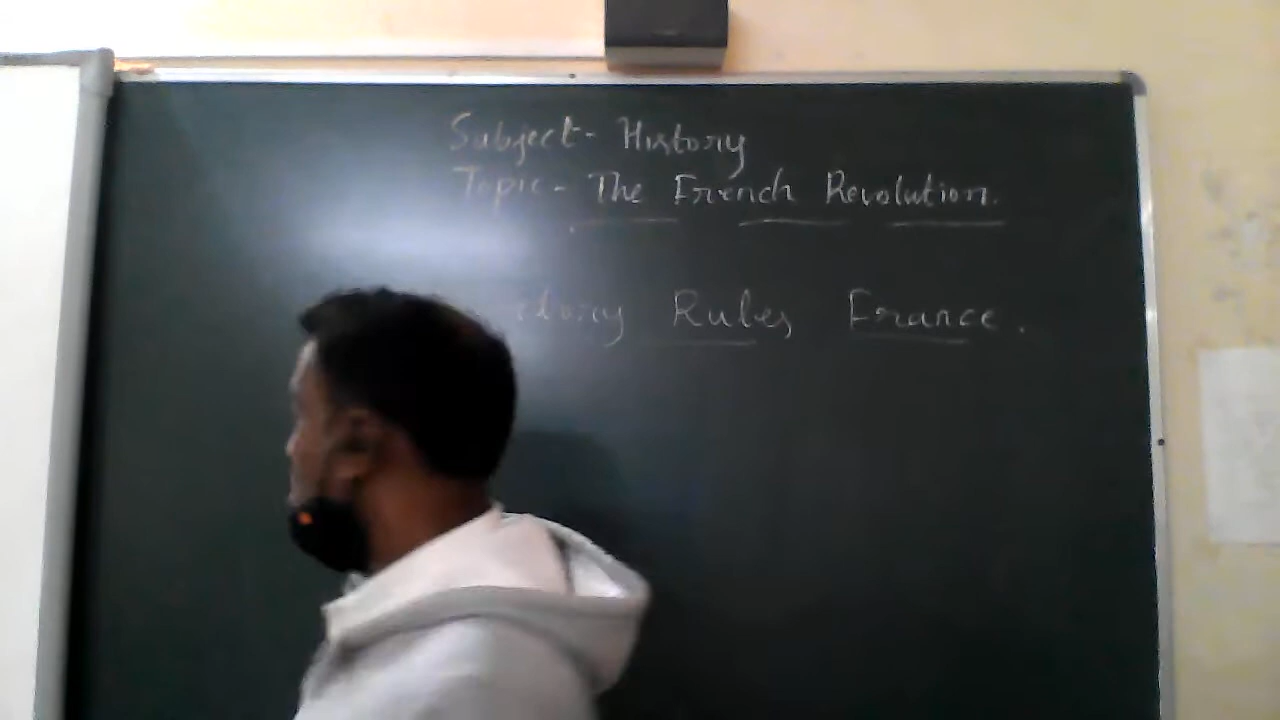 Subject- History
Topic- The French Revolution.
Rules France.